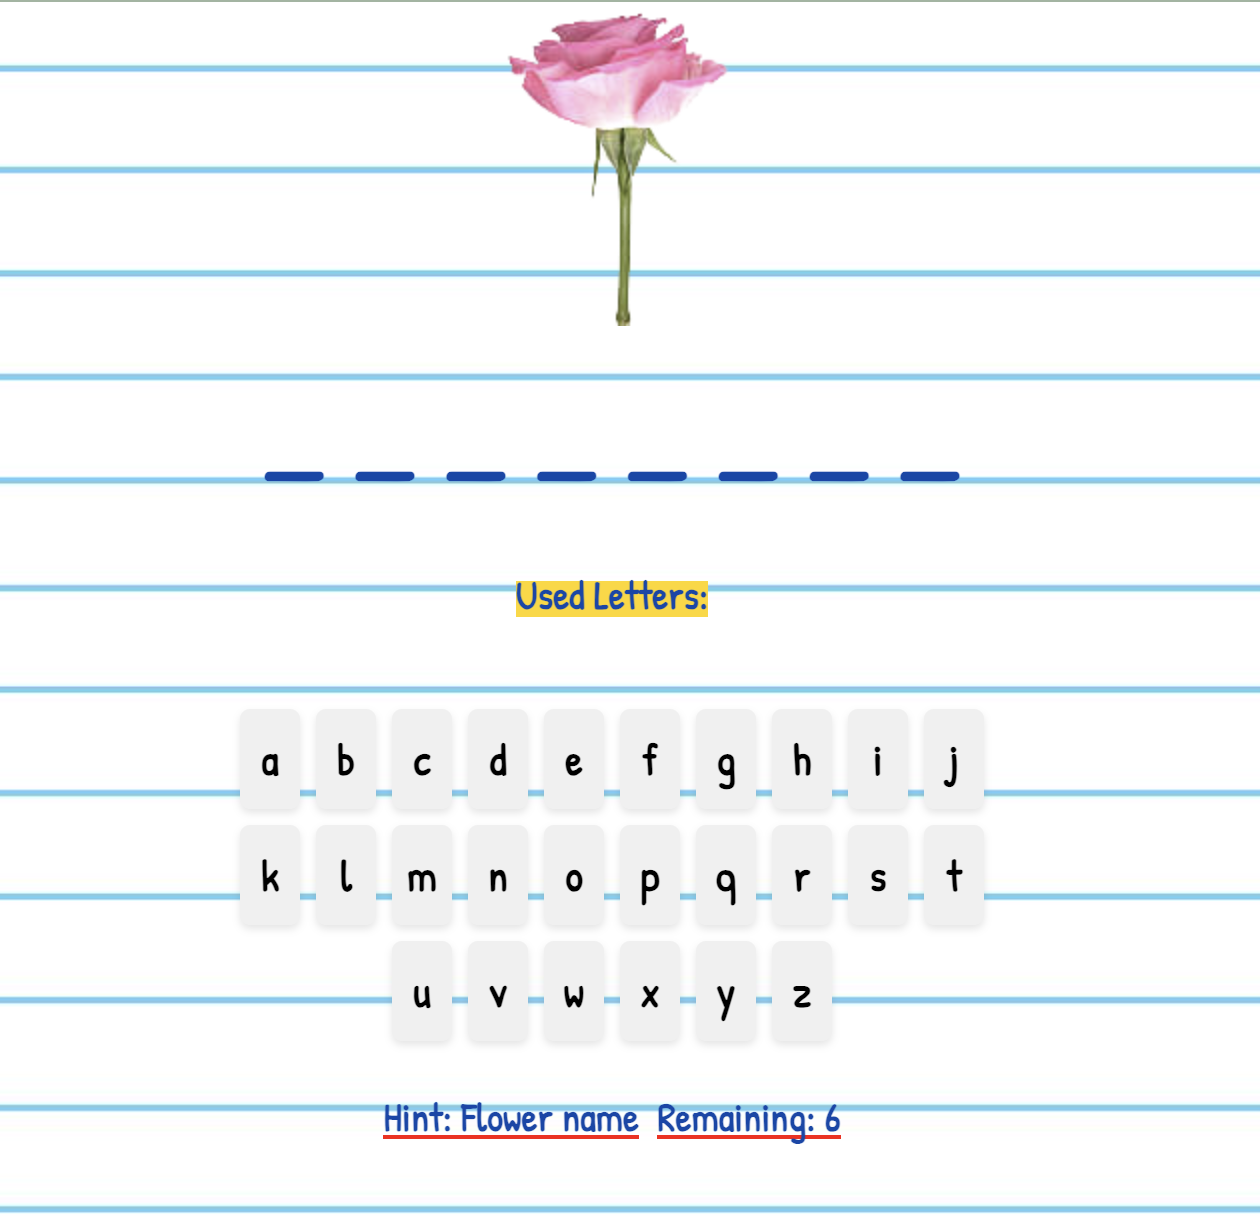 Used Letters:
a b c d e f g h i j
k l m n o p q r s t
u v w x y z
Hint: Flower name Remaining: 6